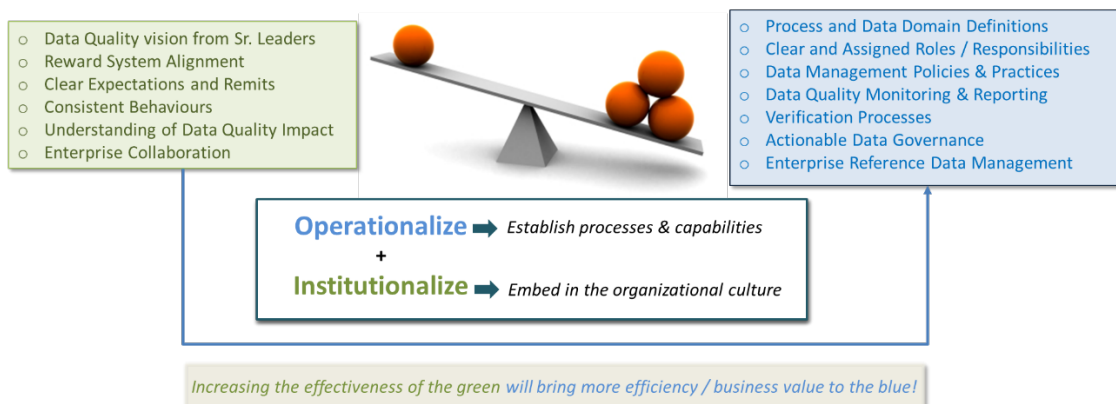 ○ Data Quality vision from Sr. Leaders
○ Reward System Alignment
○ Clear Expectations and Remits
○ Consistent Behaviours
○ Understanding of Data Quality Impact
○ Enterprise Collaboration
○ Process and Data Domain Definitions
○ Clear and Assigned Roles / Responsibilities
○ Data Management Policies & Practices
○ Data Quality Monitoring & Reporting
○ Verification Processes
○ Actionable Data Governance
○ Enterprise Reference Data Management
Operationalize Establish processes & capabilities
+
Institutionalize Embed in the organizational culture
Increasing the effectiveness of the green will bring more efficiency / business value to the blue!